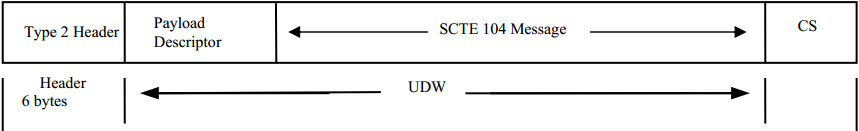 Type 2 Header
Payload
Descriptor
SCTE 104 Message
CS
Header
6 bytes
UDW